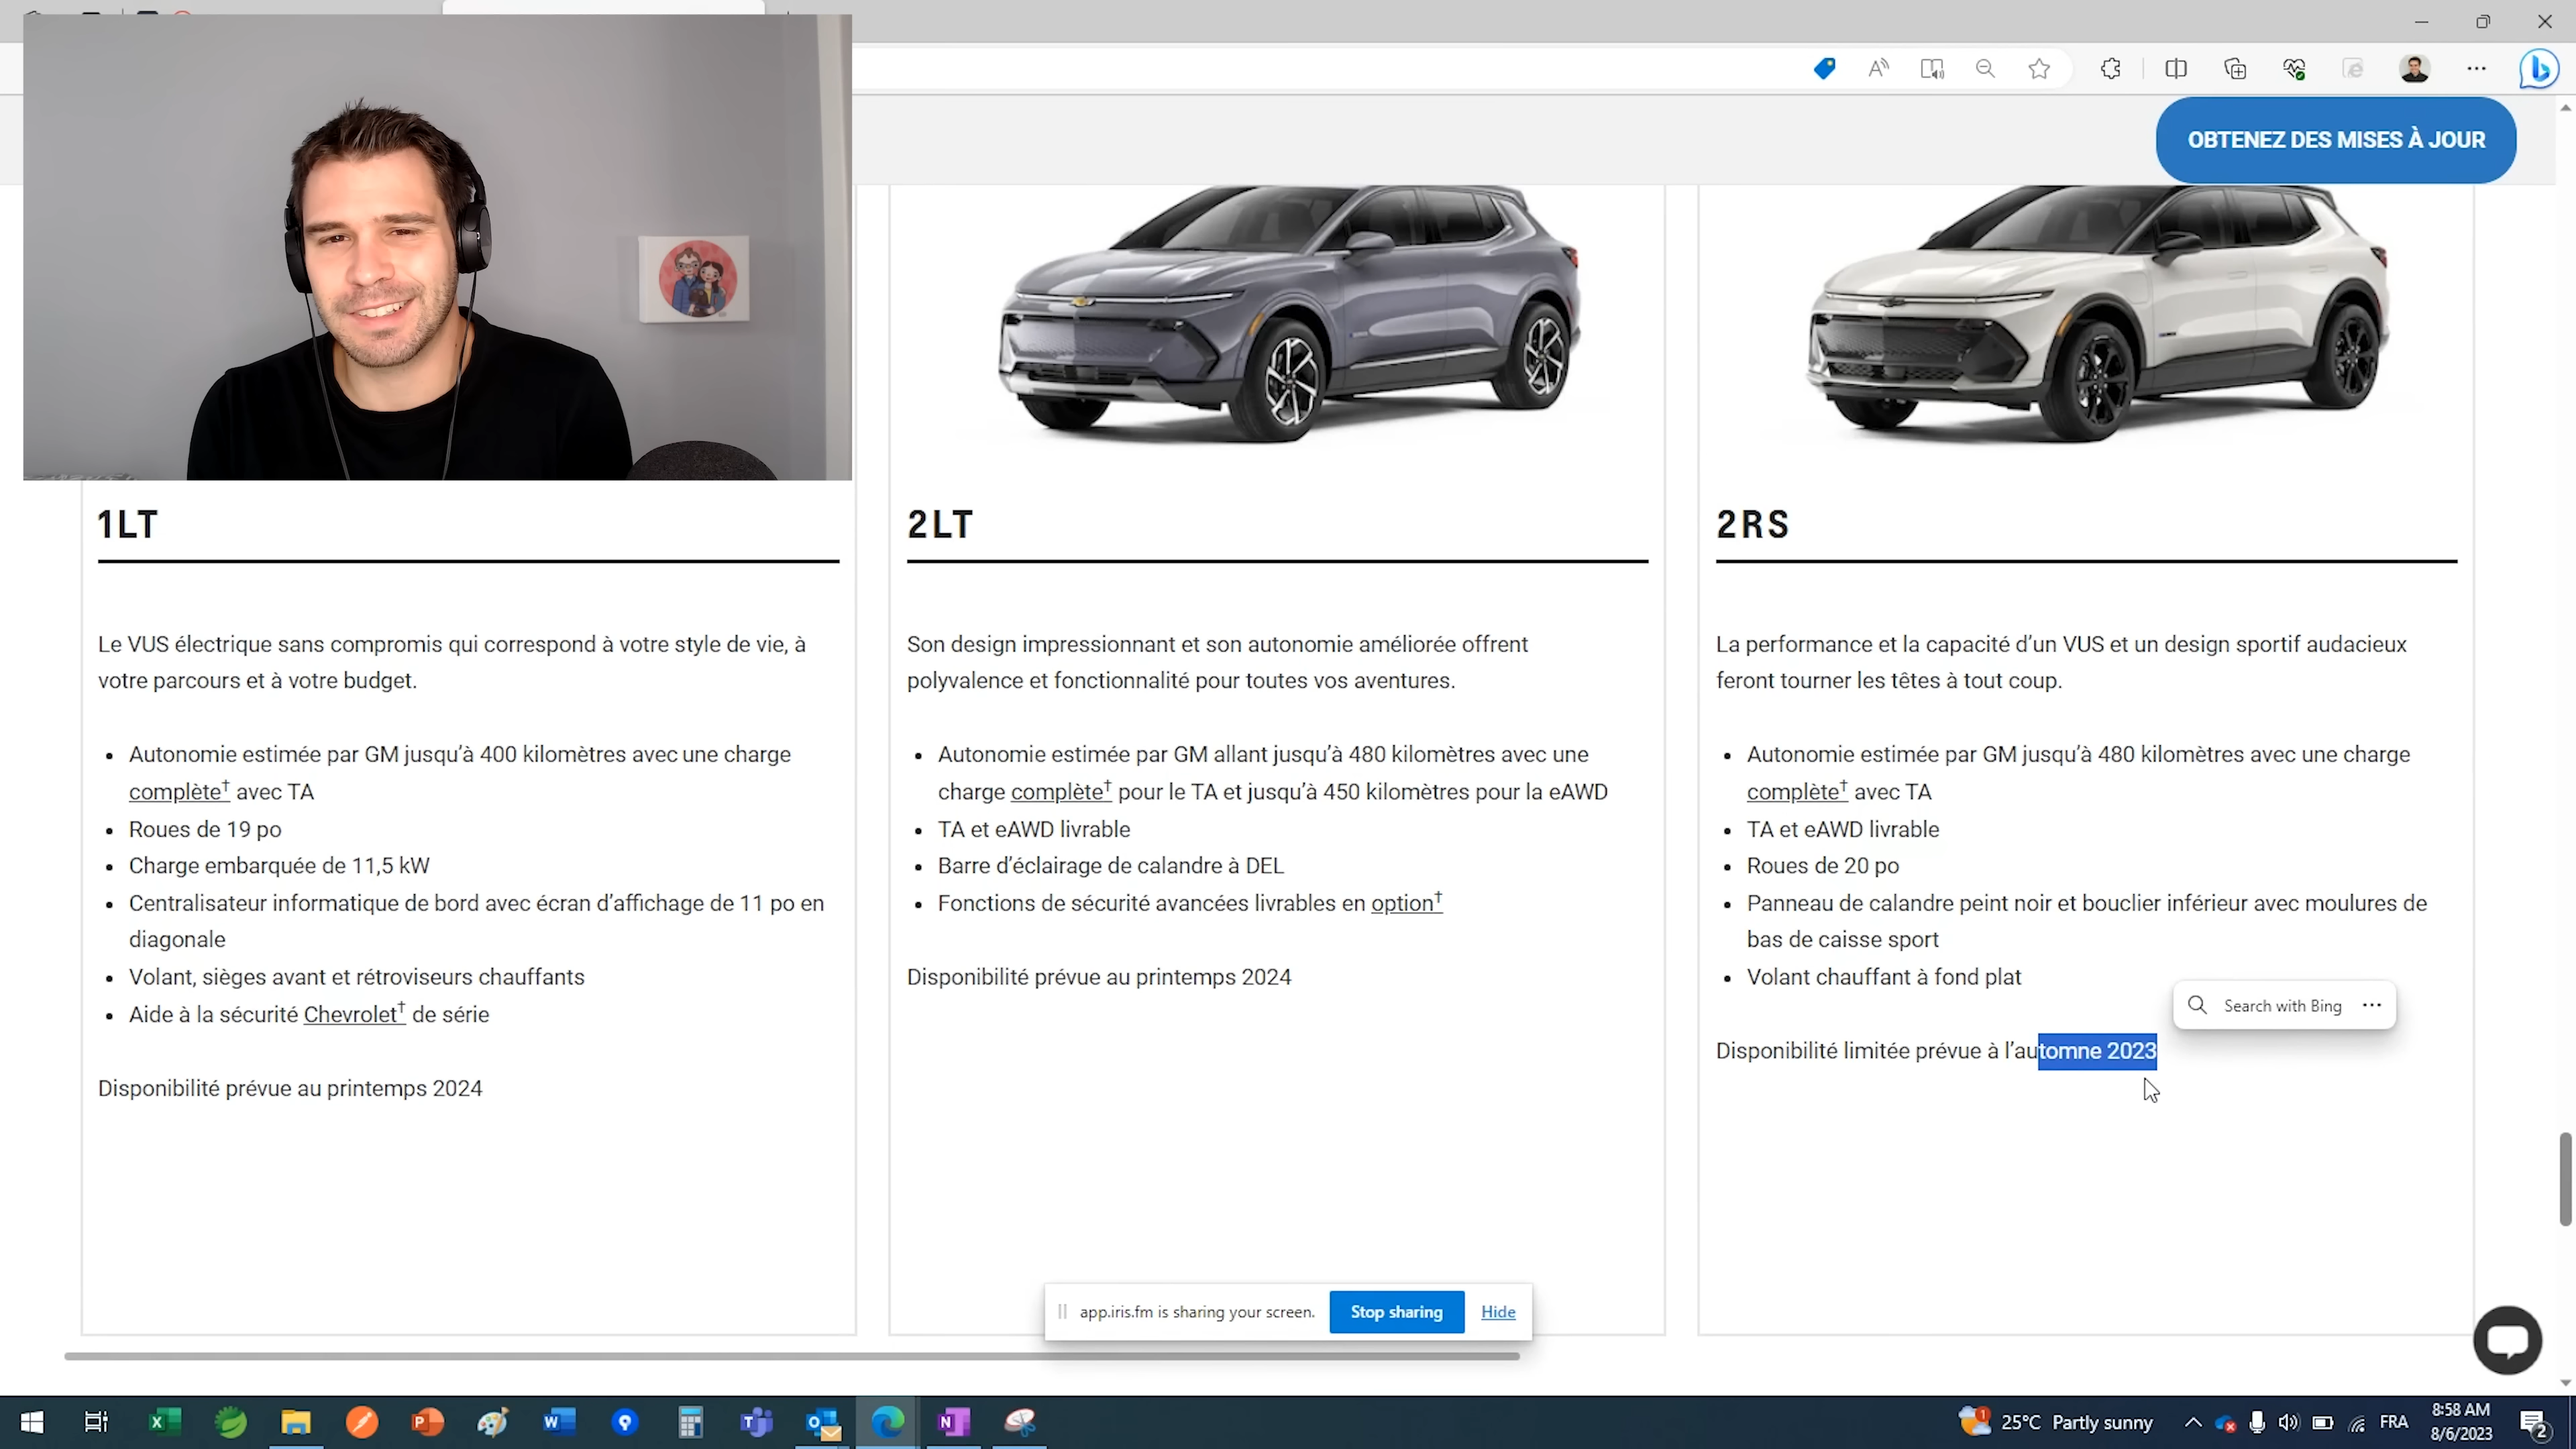 OBTENEZ DES MISES À JOUR
1LT
Le VUS électrique sans compromis qui correspond à votre style de vie, à
votre parcours et à votre budget.
• Autonomie estimée par GM jusqu'à 400 kilomètres avec une charge
complète† avec TA
• Roues de 19 po
• Charge embarquée de 11,5 kW
• Centralisateur informatique de bord avec écran d'affichage de 11 po en
diagonale
• Volant, sièges avant et rétroviseurs chauffants
• Aide à la sécurité Chevrolet† de série
Disponibilité prévue au printemps 2024
2LT
Son design impressionnant et son autonomie améliorée offrent
polyvalence et fonctionnalité pour toutes vos aventures.
• Autonomie estimée par GM allant jusqu'à 480 kilomètres avec une
charge complète† pour le TA et jusqu'à 450 kilomètres pour la eAWD
• TA et eAWD livrable
• Barre d'éclairage de calandre à DEL
• Fonctions de sécurité avancées livrables en option†
Disponibilité prévue au printemps 2024
2RS
La performance et la capacité d'un VUS et un design sportif audacieux
feront tourner les têtes à tout coup.
• Autonomie estimée par GM jusqu'à 480 kilomètres avec une charge
complète† avec TA
• TA et eAWD livrable
• Roues de 20 po
• Panneau de calandre peint noir et bouclier inférieur avec moulures de
bas de caisse sport
• Volant chauffant à fond plat
Search with Bing
Disponibilité limitée prévue à l'automne 2023
app.iris.fm is sharing your screen. Stop sharing Hide
25°C Partly sunny
FRA
8:58 AM
8/6/2023
2